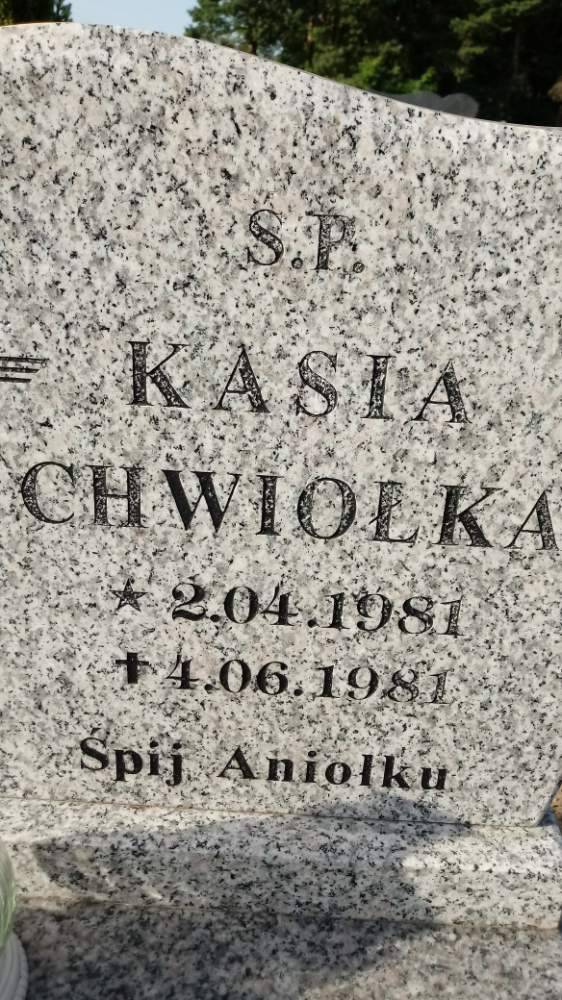 Ś.P.
KASIA
CHWIOŁKA
★ 2.04.1981
✝ 4.06.1981
Śpij Aniołku